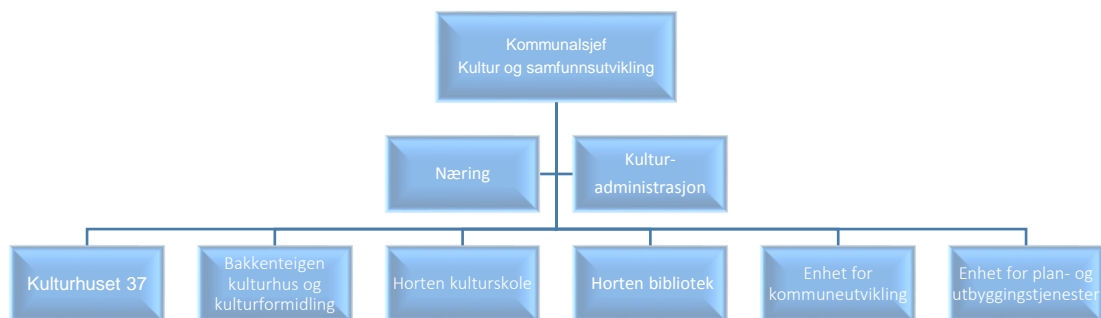 Kommunalsjef
Kultur og samfunnsutvikling
Næring
Kultur-
administrasjon
Kulturhuset 37
Bakkenteigen
kulturhus og
kulturformidling
Horten kulturskole
Horten bibliotek
Enhet for
kommuneutvikling
Enhet for plan- og
utbyggingstjenester